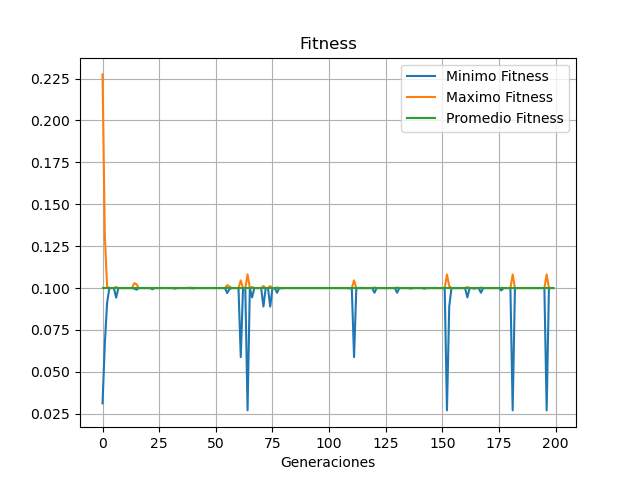 Fitness
Minimo Fitness
Maximo Fitness
Promedio Fitness
0.225
0.200
0.175
0.150
0.125
0.100
0.075
0.050
0.025
0 25 50 75 100 125 150 175 200
Generaciones